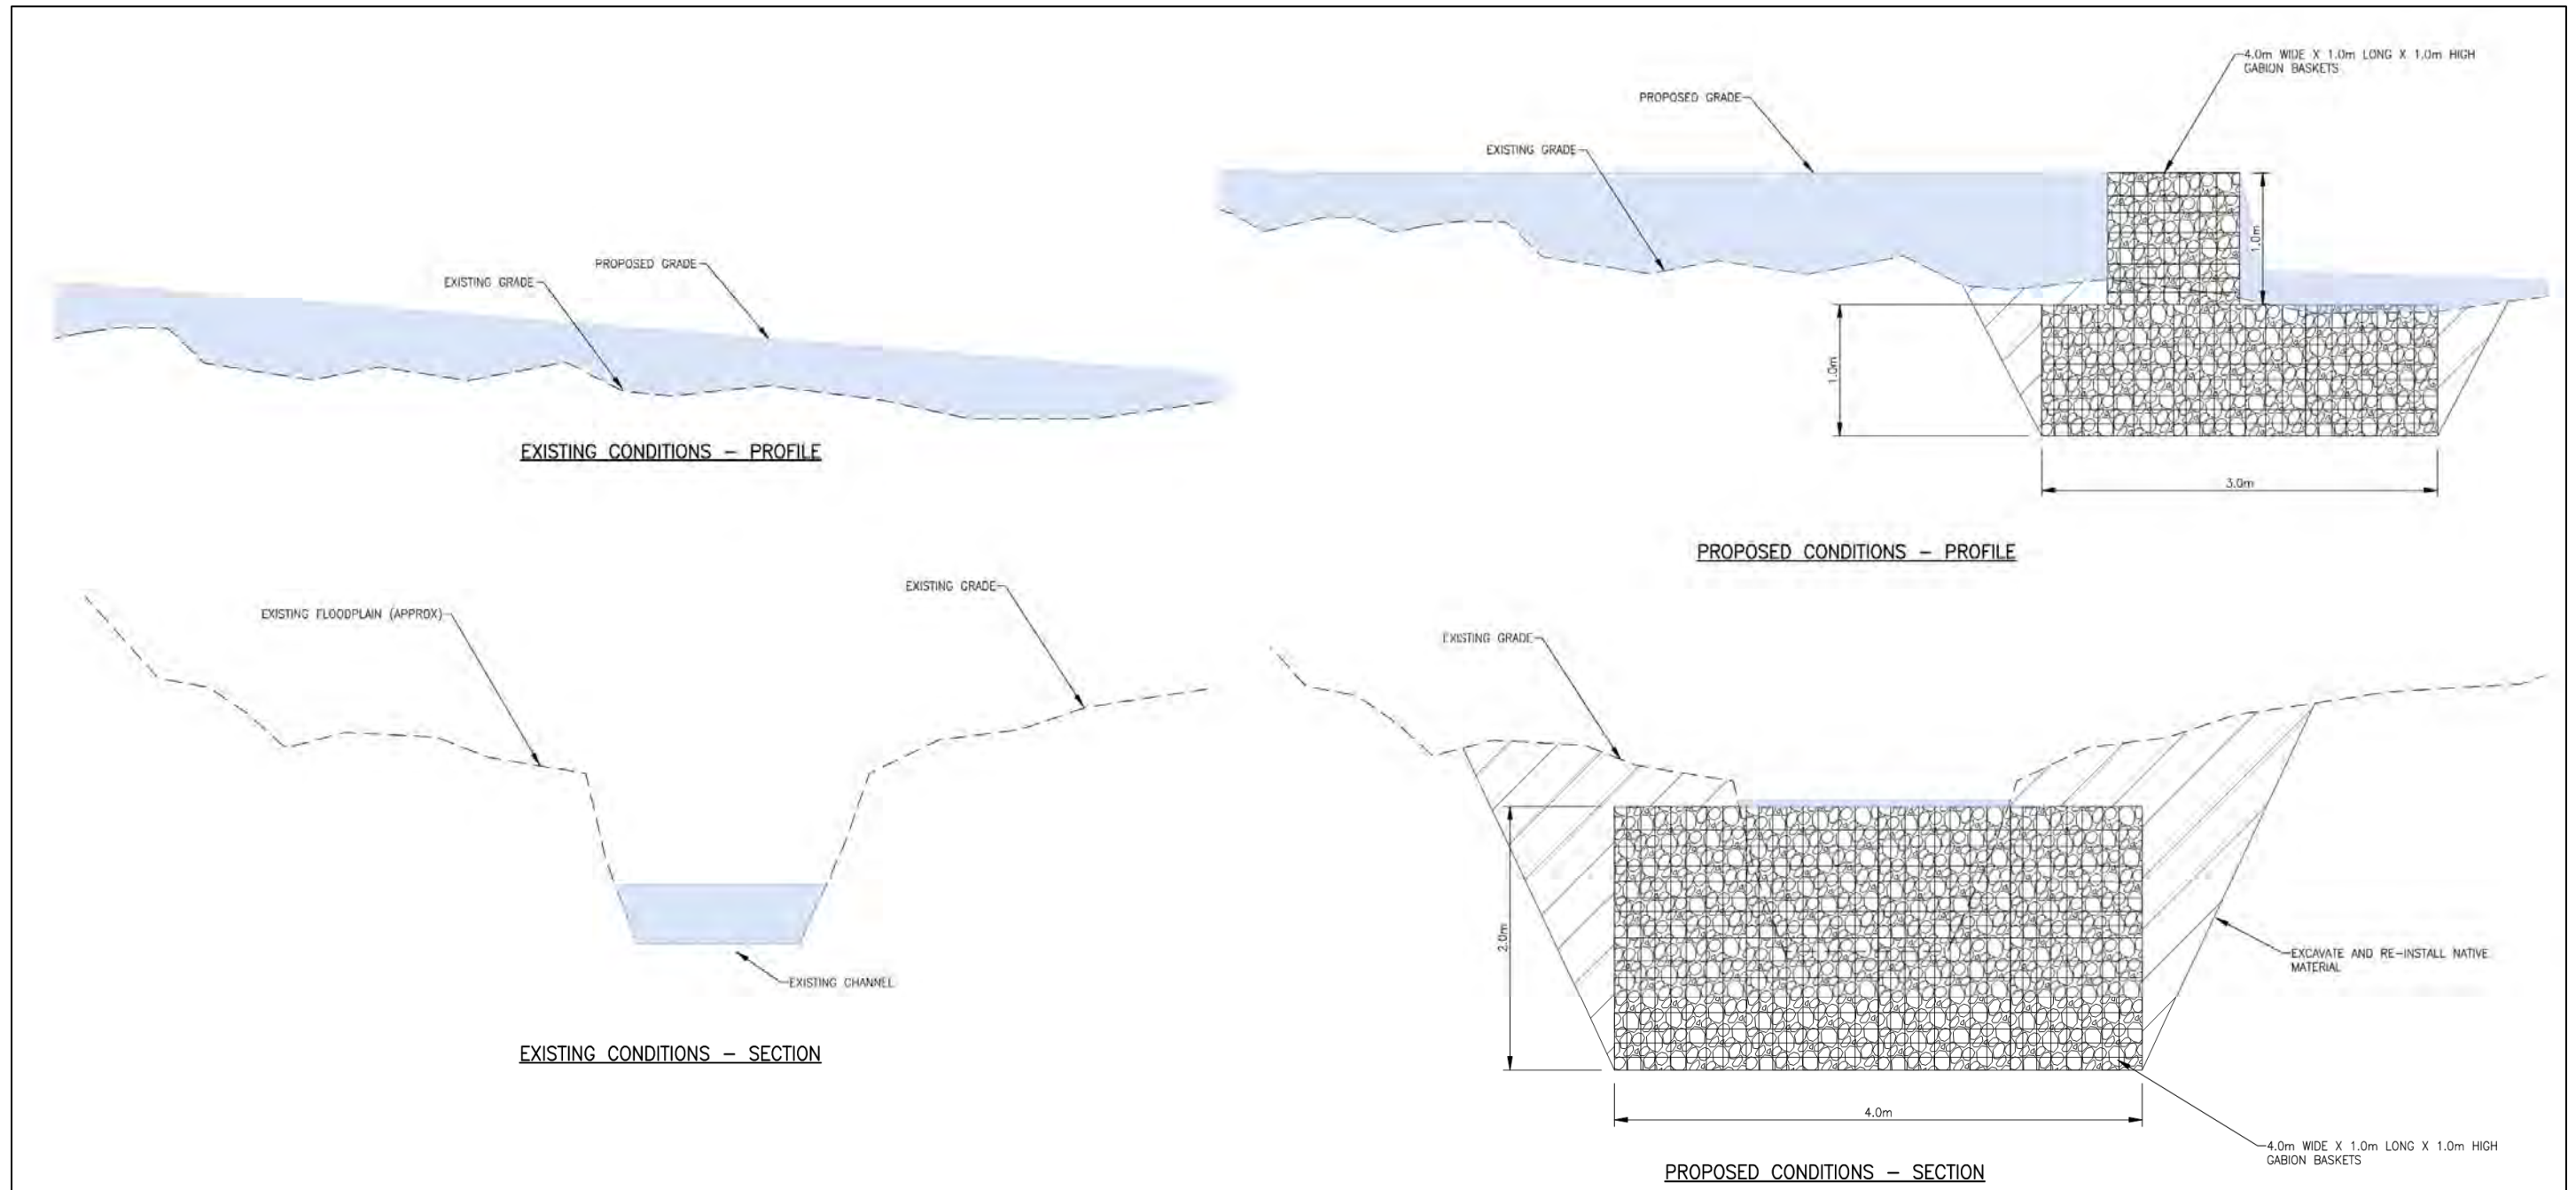 4.0m WIDE X 1.0m LONG X 1.0m HIGH
GABION BASKETS
PROPOSED GRADE
EXISTING GRADE
1.0m
1.0m
3.0m
PROPOSED CONDITIONS – PROFILE
PROPOSED GRADE
EXISTING GRADE
EXISTING CONDITIONS – PROFILE
EXISTING GRADE
EXISTING FLOODPLAIN (APPROX)
EXISTING CHANNEL
EXISTING CONDITIONS – SECTION
EXISTING GRADE
2.0m
EXCAVATE AND RE-INSTALL NATIVE
MATERIAL
4.0m
4.0m WIDE X 1.0m LONG X 1.0m HIGH
GABION BASKETS
PROPOSED CONDITIONS – SECTION